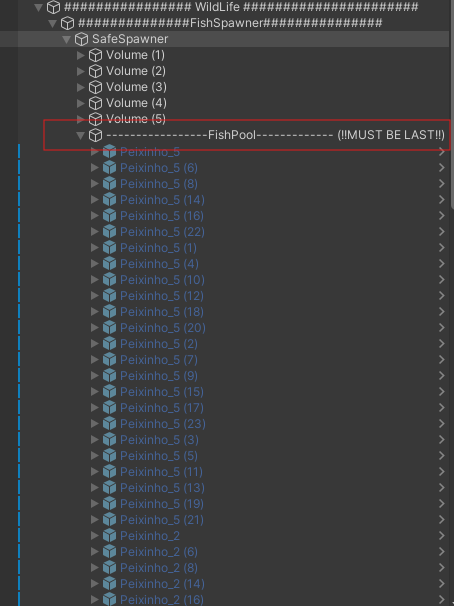 ################ WildLife ######################
##############FishSpawner###############
SafeSpawner
Volume (1)
Volume (2)
Volume (3)
Volume (4)
Volume (5)
-----------------FishPool------------- (!!MUST BE LAST!!)
Peixinho_5
Peixinho_5 (6)
Peixinho_5 (8)
Peixinho_5 (14)
Peixinho_5 (16)
Peixinho_5 (22)
Peixinho_5 (1)
Peixinho_5 (4)
Peixinho_5 (10)
Peixinho_5 (12)
Peixinho_5 (18)
Peixinho_5 (20)
Peixinho_5 (2)
Peixinho_5 (7)
Peixinho_5 (9)
Peixinho_5 (15)
Peixinho_5 (17)
Peixinho_5 (23)
Peixinho_5 (3)
Peixinho_5 (5)
Peixinho_5 (11)
Peixinho_5 (13)
Peixinho_5 (19)
Peixinho_5 (21)
Peixinho_2
Peixinho_2 (6)
Peixinho_2 (8)
Peixinho_2 (14)
Peixinho_2 (16)